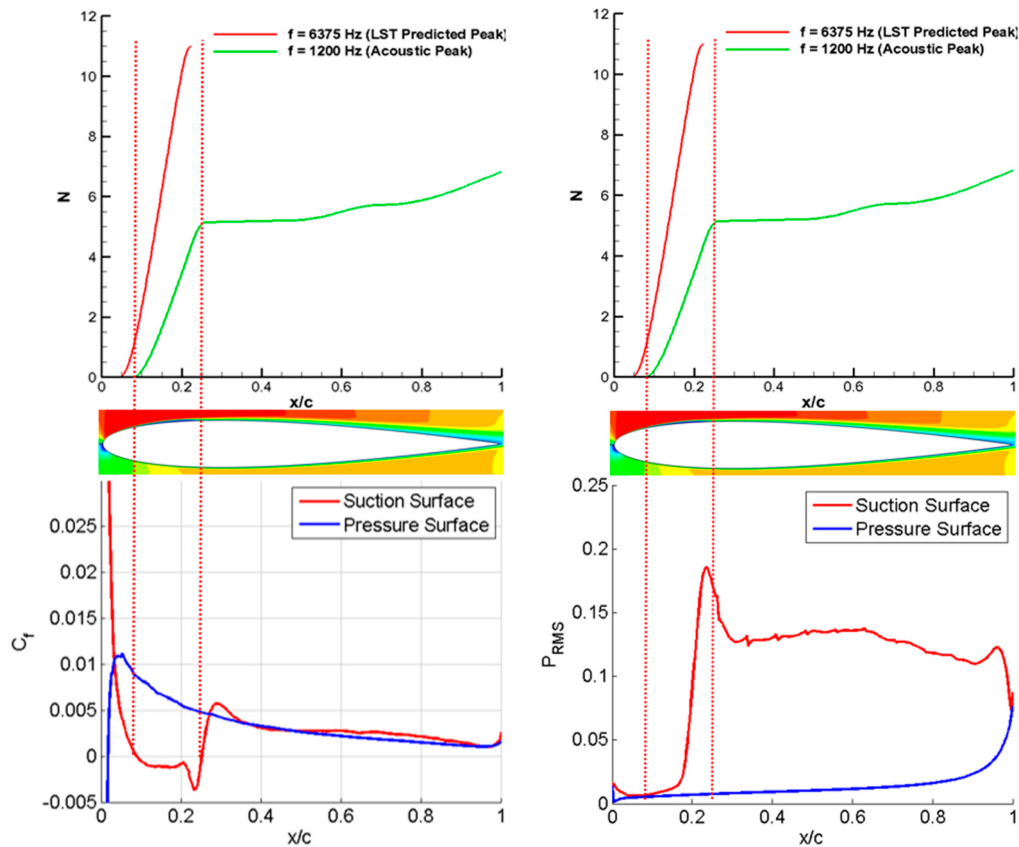 12
f = 6375 Hz (LST Predicted Peak)
f = 1200 Hz (Acoustic Peak)
10
8
N
6
4
2
0
0 0.2 0.4 0.6 0.8 1
x/c
12
f = 6375 Hz (LST Predicted Peak)
f = 1200 Hz (Acoustic Peak)
10
8
N
6
4
2
0
0 0.2 0.4 0.6 0.8 1
x/c
Suction Surface
Pressure Surface
0.025
0.02
0.015
Cf
0.01
0.005
0
-0.005
0 0.2 0.4 0.6 0.8 1
x/c
0.25
Suction Surface
Pressure Surface
0.2
0.15
PRMS
0.1
0.05
0
0 0.2 0.4 0.6 0.8 1
x/c